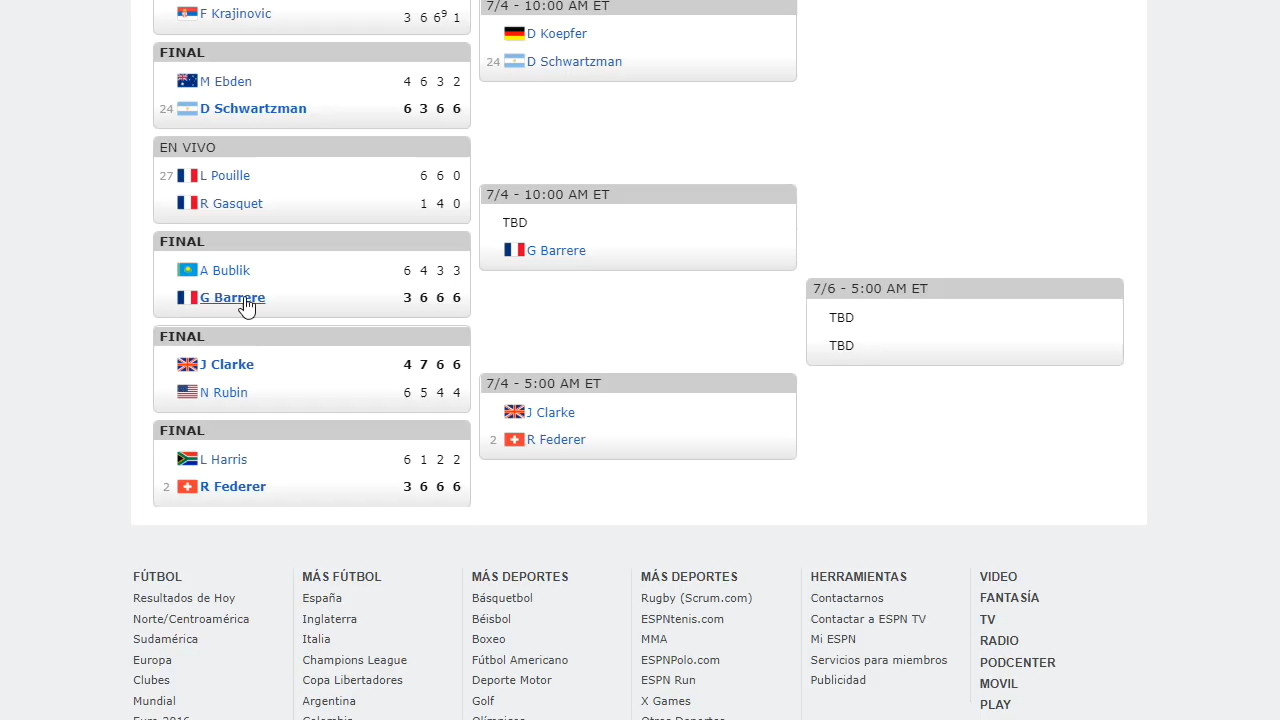 F Krajinovic 3 6 6⁹ 1
FINAL
M Ebden 4 6 3 2
24 D Schwartzman 6 3 6 6
EN VIVO
27 L Pouille 6 6 0
R Gasquet 1 4 0
FINAL
A Bublik 6 4 3 3
G Barrere 3 6 6 6
FINAL
J Clarke 4 7 6 6
N Rubin 6 5 4 4
FINAL
L Harris 6 1 2 2
2 R Federer 3 6 6 6
7/4 - 10:00 AM ET
D Koepfer
24 D Schwartzman
7/4 - 10:00 AM ET
TBD
G Barrere
7/4 - 5:00 AM ET
J Clarke
2 R Federer
7/6 - 5:00 AM ET
TBD
TBD
FÚTBOL
Resultados de Hoy
Norte/Centroamérica
Sudamérica
Europa
Clubes
Mundial
Euro 2016
MÁS FÚTBOL
España
Inglaterra
Italia
Champions League
Copa Libertadores
Argentina
Colombia
MÁS DEPORTES
Básquetbol
Béisbol
Boxeo
Fútbol Americano
Deporte Motor
Golf
Olímpicos
MÁS DEPORTES
Rugby (Scrum.com)
ESPNtenis.com
MMA
ESPNPolo.com
ESPN Run
X Games
Otros Deportes
HERRAMIENTAS
Contactarnos
Contactar a ESPN TV
Mi ESPN
Servicios para miembros
Publicidad
VIDEO
FANTASÍA
TV
RADIO
PODCENTER
MOVIL
PLAY